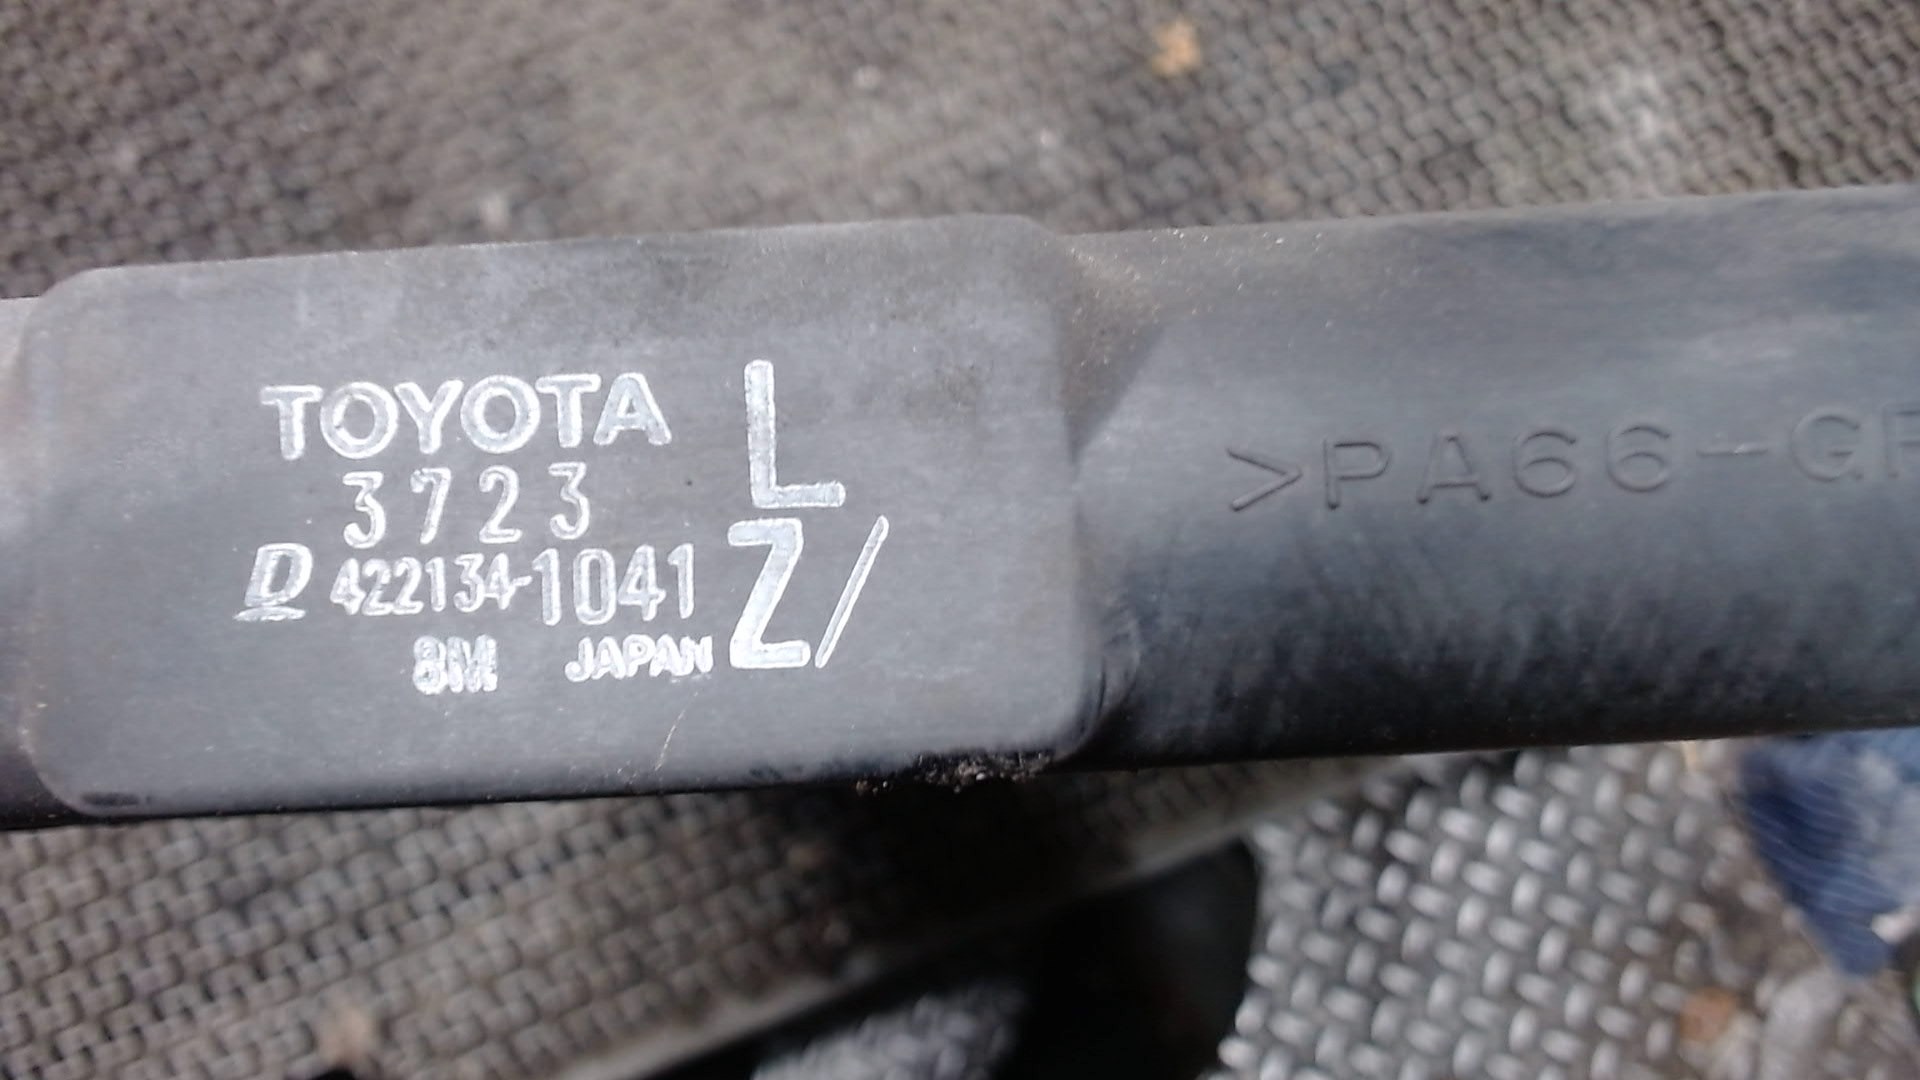 TOYOTA L
3723
D 422134-1041 Z/
8M JAPAN
>PA66-G